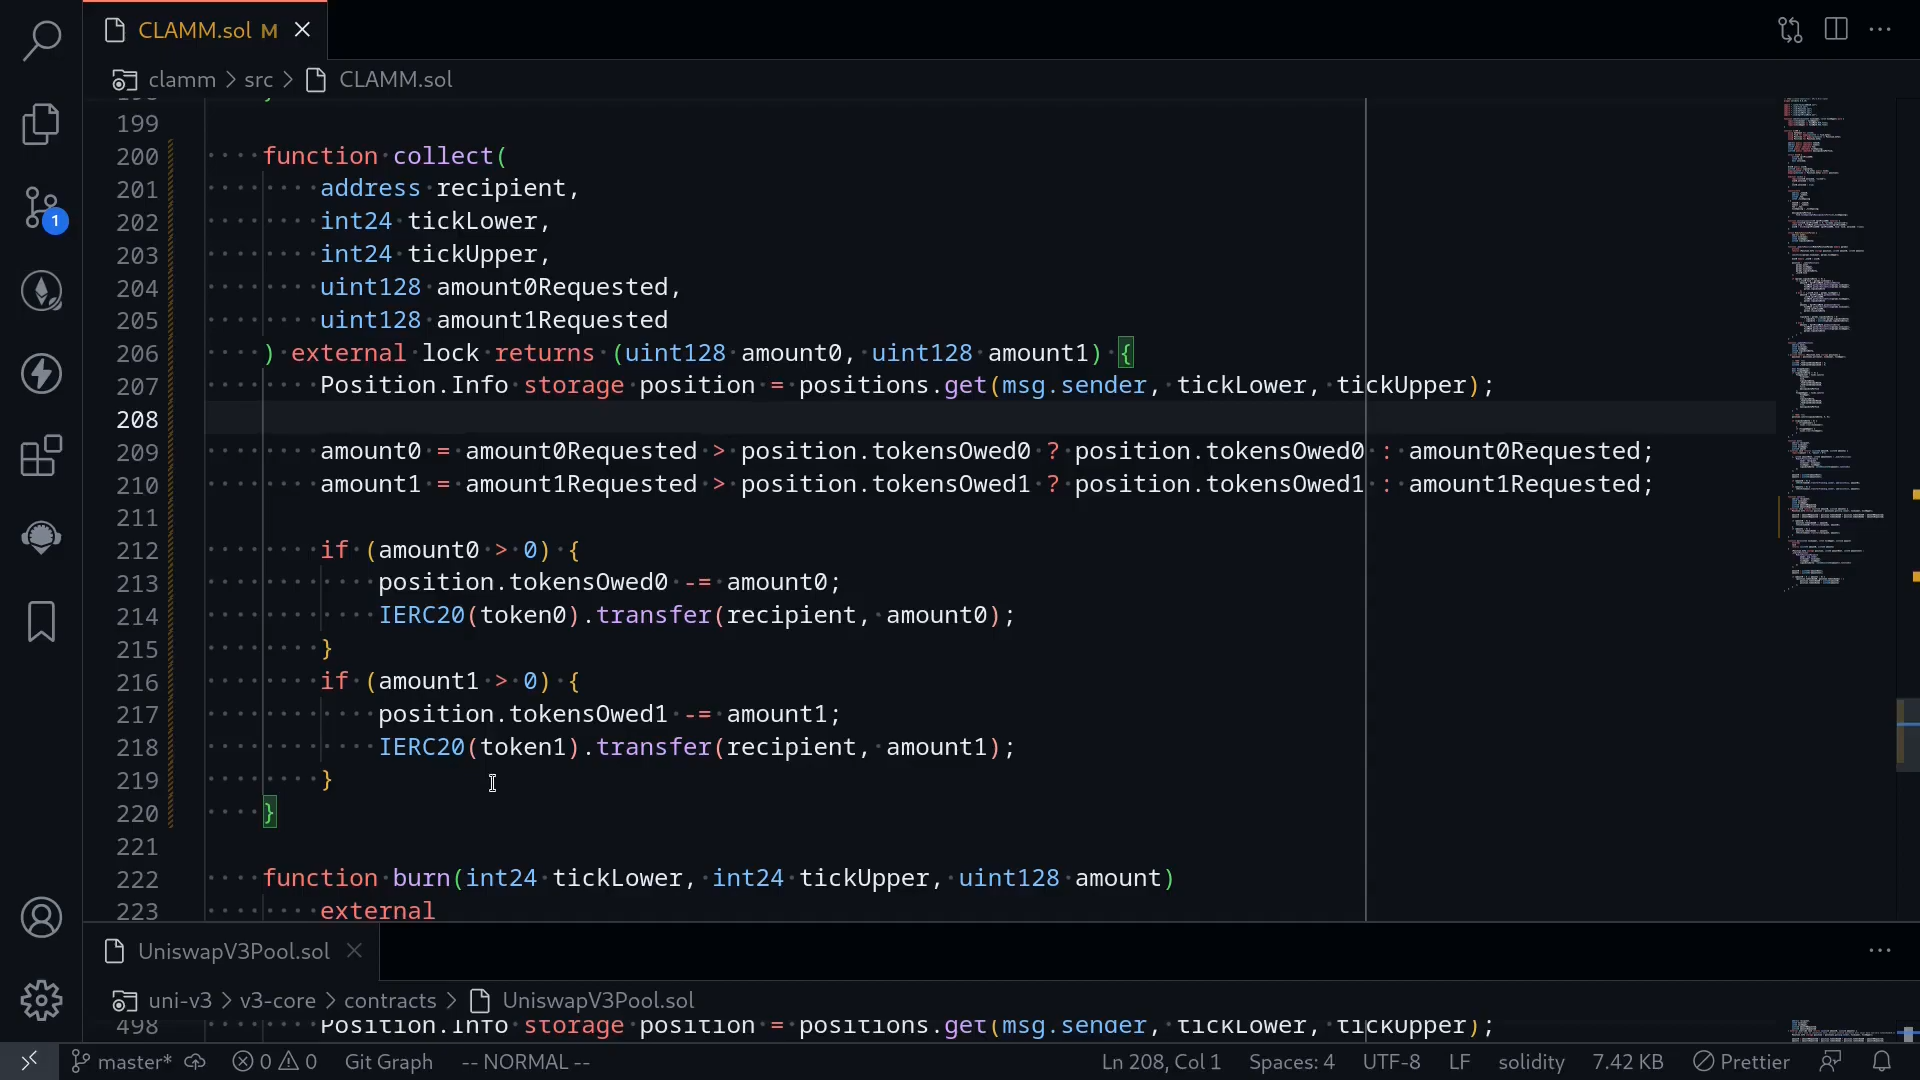 CLAMM.sol M
clamm > src > CLAMM.sol
199
200 function collect(
201 address recipient,
202 int24 tickLower,
203 int24 tickUpper,
204 uint128 amount0Requested,
205 uint128 amount1Requested
206 ) external lock returns (uint128 amount0, uint128 amount1) {
207 Position.Info storage position = positions.get(msg.sender, tickLower, tickUpper);
208
209 amount0 = amount0Requested > position.tokensOwed0 ? position.tokensOwed0 : amount0Requested;
210 amount1 = amount1Requested > position.tokensOwed1 ? position.tokensOwed1 : amount1Requested;
211
212 if (amount0 > 0) {
213 position.tokensOwed0 -= amount0;
214 IERC20(token0).transfer(recipient, amount0);
215 }
216 if (amount1 > 0) {
217 position.tokensOwed1 -= amount1;
218 IERC20(token1).transfer(recipient, amount1);
219 }
220 }
221
222 function burn(int24 tickLower, int24 tickUpper, uint128 amount)
223 external
1
UniswapV3Pool.sol
uni-v3 > v3-core > contracts > UniswapV3Pool.sol
498 Position.Info storage position = positions.get(msg.sender, tickLower, tickUpper);
master* 0 0 Git Graph -- NORMAL -- Ln 208, Col 1 Spaces: 4 UTF-8 LF solidity 7.42 KB Prettier